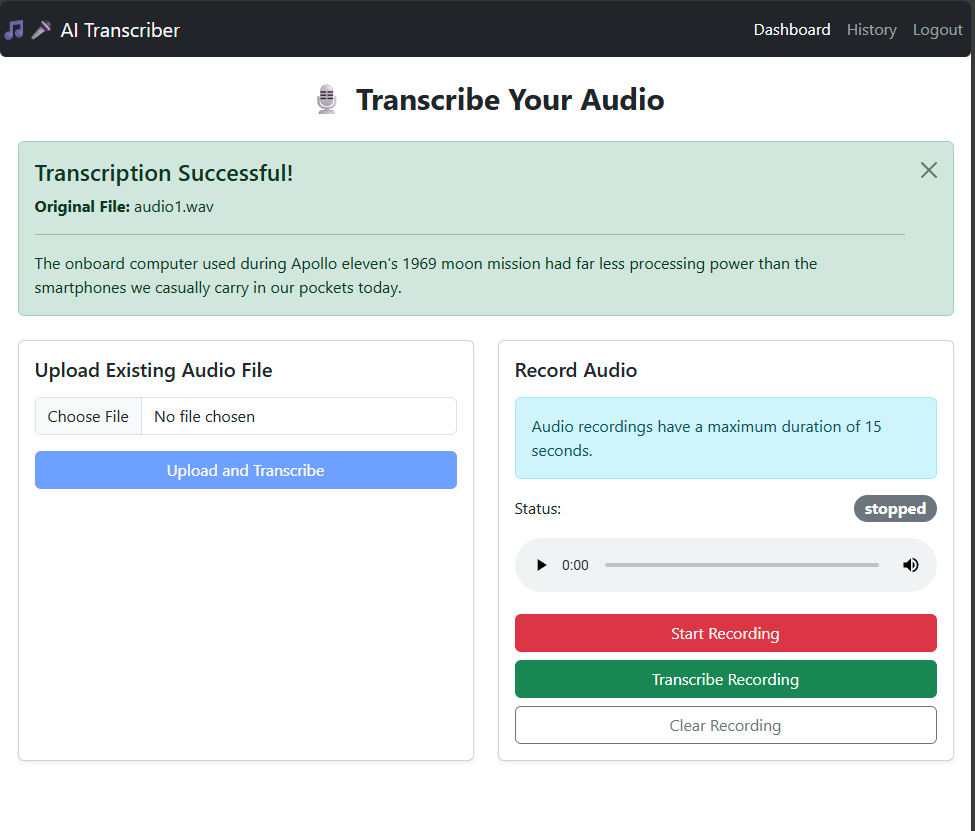 AI Transcriber
Dashboard History Logout
Transcribe Your Audio
Transcription Successful!
Original File: audio1.wav
The onboard computer used during Apollo eleven's 1969 moon mission had far less processing power than the
smartphones we casually carry in our pockets today.
Upload Existing Audio File
Choose File No file chosen
Upload and Transcribe
Record Audio
Audio recordings have a maximum duration of 15
seconds.
Status: stopped
0:00
Start Recording
Transcribe Recording
Clear Recording